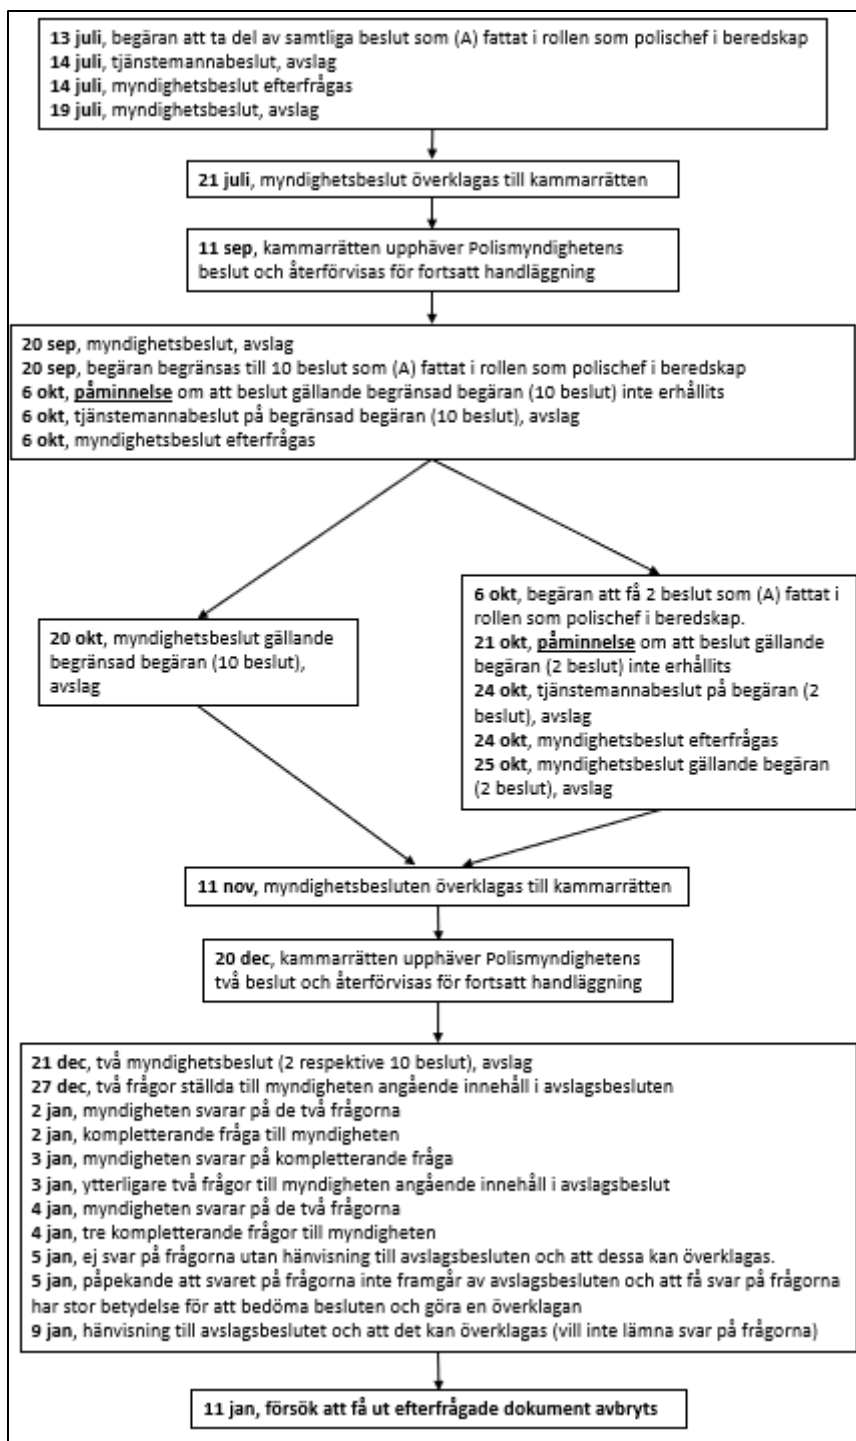 13 juli, begäran att ta del av samtliga beslut som (A) fattat i rollen som polischef i beredskap
14 juli, tjänstemannabeslut, avslag
14 juli, myndighetsbeslut efterfrågas
19 juli, myndighetsbeslut, avslag
21 juli, myndighetsbeslut överklagas till kammarrätten
11 sep, kammarrätten upphäver Polismyndighetens
beslut och återförvisas för fortsatt handläggning
20 sep, myndighetsbeslut, avslag
20 sep, begäran begränsas till 10 beslut som (A) fattat i rollen som polischef i beredskap
6 okt, påminnelse om att beslut gällande begränsad begäran (10 beslut) inte erhållits
6 okt, tjänstemannabeslut på begränsad begäran (10 beslut), avslag
6 okt, myndighetsbeslut efterfrågas
20 okt, myndighetsbeslut gällande
begränsad begäran (10 beslut),
avslag
6 okt, begäran att få 2 beslut som (A) fattat i
rollen som polischef i beredskap.
21 okt, påminnelse om att beslut gällande
begäran (2 beslut) inte erhållits
24 okt, tjänstemannabeslut på begäran (2
beslut), avslag
24 okt, myndighetsbeslut efterfrågas
25 okt, myndighetsbeslut gällande begäran
(2 beslut), avslag
11 nov, myndighetsbesluten överklagas till kammarrätten
20 dec, kammarrätten upphäver Polismyndighetens
två beslut och återförvisas för fortsatt handläggning
21 dec, två myndighetsbeslut (2 respektive 10 beslut), avslag
27 dec, två frågor ställda till myndigheten angående innehåll i avslagsbesluten
2 jan, myndigheten svarar på de två frågorna
2 jan, kompletterande fråga till myndigheten
3 jan, myndigheten svarar på kompletterande fråga
3 jan, ytterligare två frågor till myndigheten angående innehåll i avslagsbeslut
4 jan, myndigheten svarar på de två frågorna
4 jan, tre kompletterande frågor till myndigheten
5 jan, ej svar på frågorna utan hänvisning till avslagsbesluten och att dessa kan överklagas.
5 jan, påpekande att svaret på frågorna inte framgår av avslagsbesluten och att få svar på frågorna
har stor betydelse för att bedöma besluten och göra en överklagan
9 jan, hänvisning till avslagsbeslutet och att det kan överklagas (vill inte lämna svar på frågorna)
11 jan, försök att få ut efterfrågade dokument avbryts